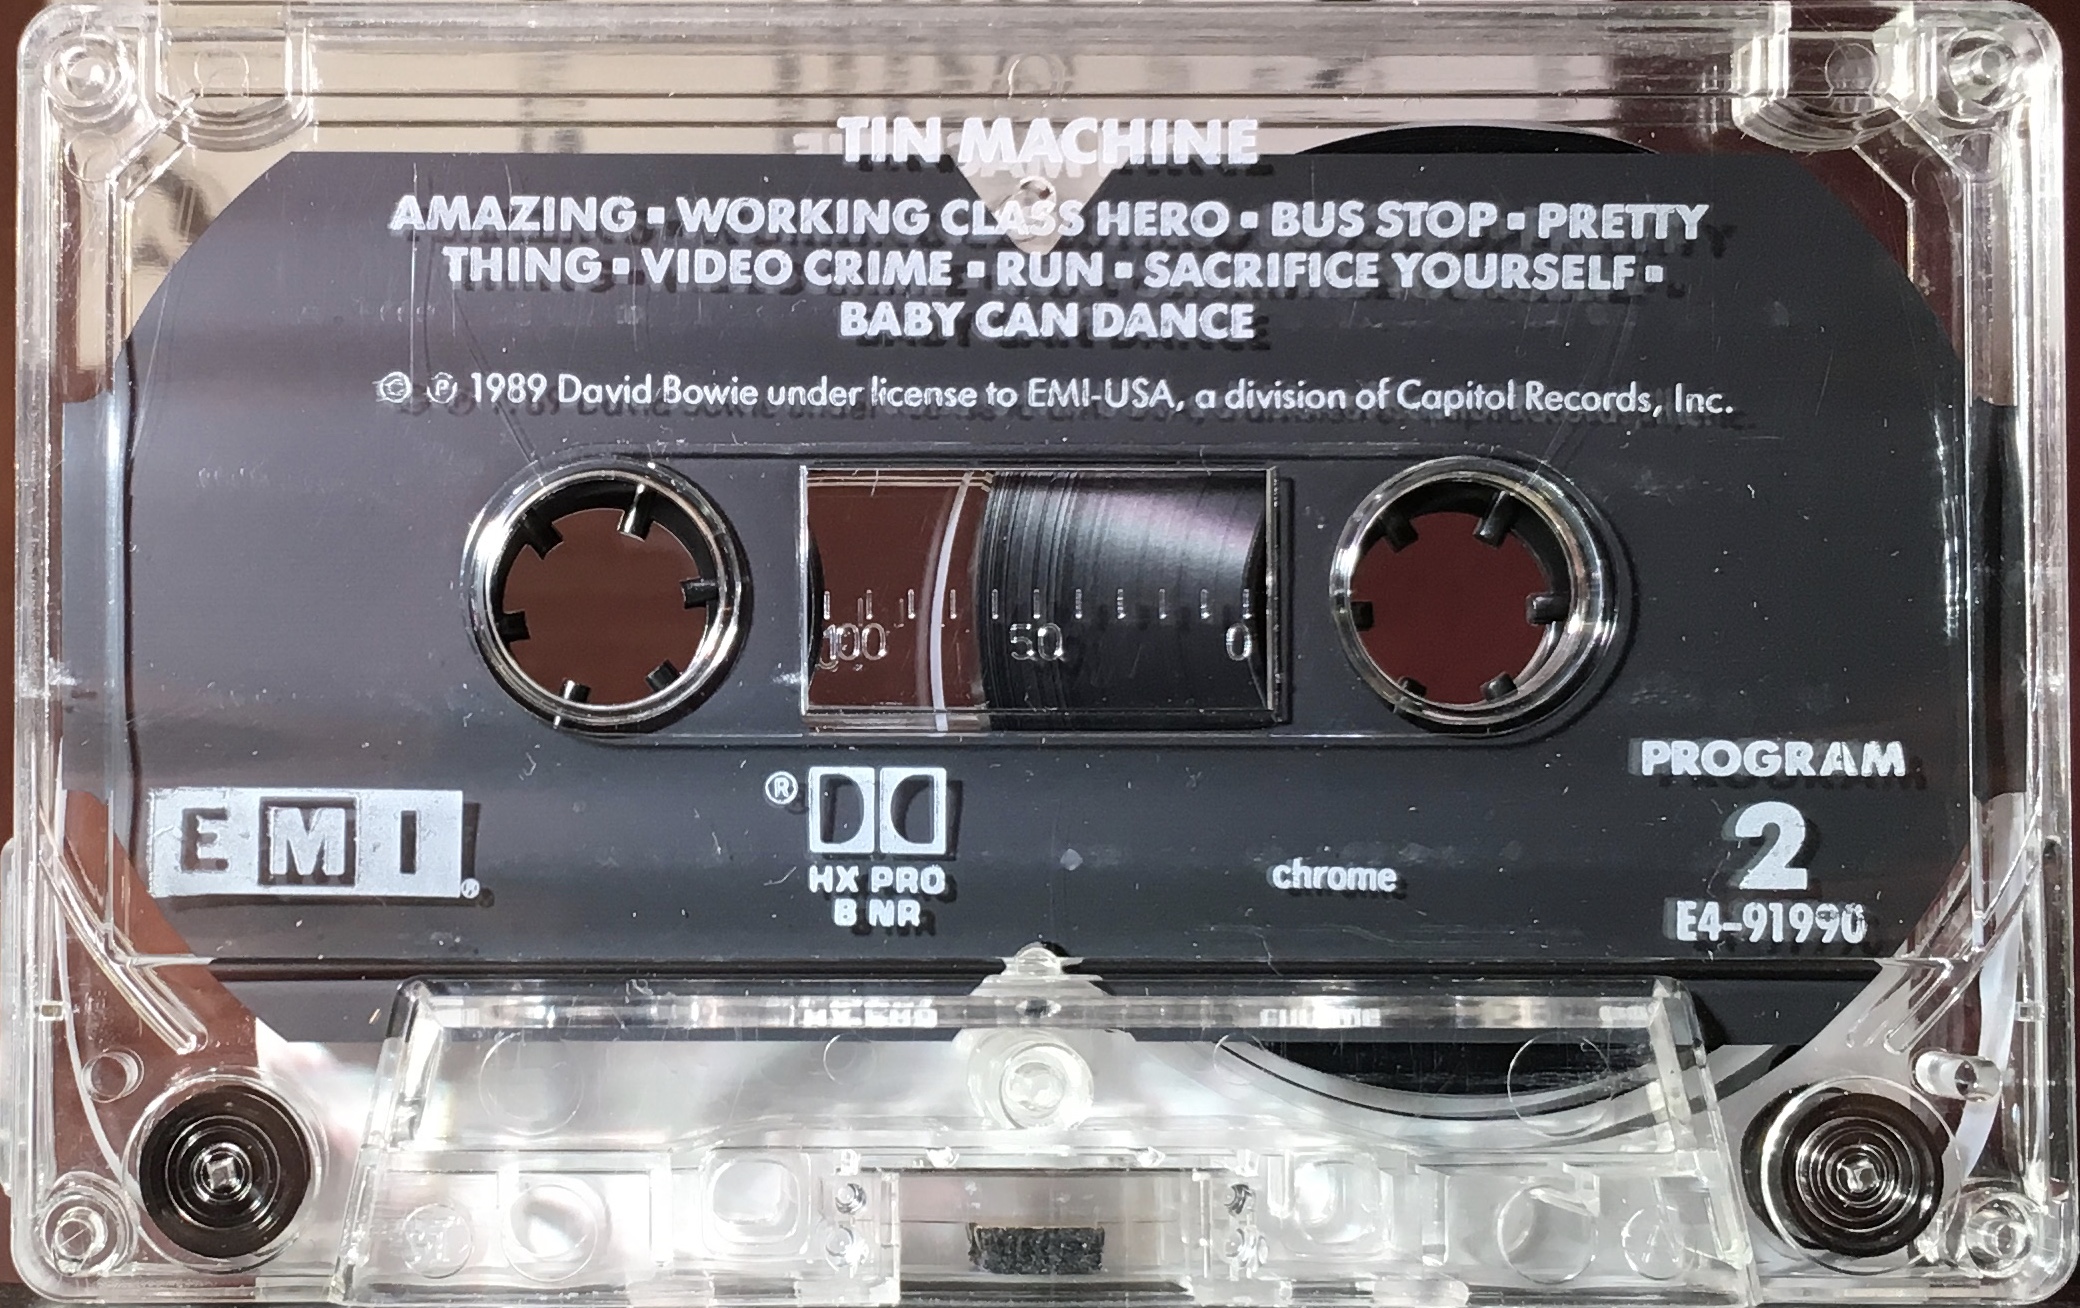 TIN MACHINE
AMAZING ▪ WORKING CLASS HERO ▪ BUS STOP ▪ PRETTY
THING ▪ VIDEO CRIME ▪ RUN ▪ SACRIFICE YOURSELF ▪
BABY CAN DANCE
© ℗ 1989 David Bowie under license to EMI-USA, a division of Capitol Records, Inc.
100 50 0
EMI®
®
HX PRO
B NR
chrome
PROGRAM
2
E4-91990